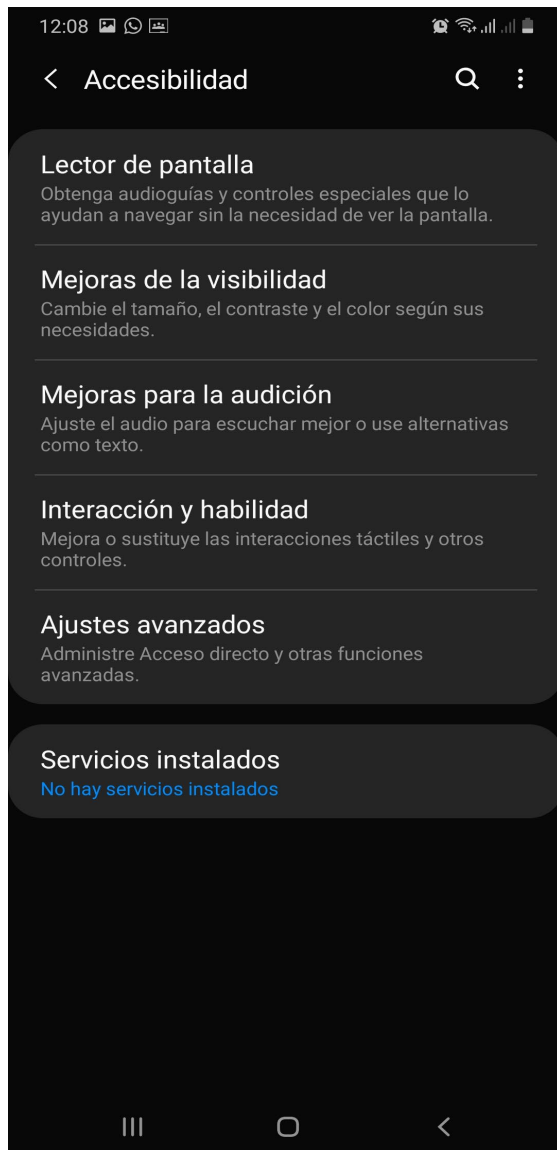 12:08
Accesibilidad
Lector de pantalla
Obtenga audioguías y controles especiales que lo
ayudan a navegar sin la necesidad de ver la pantalla.
Mejoras de la visibilidad
Cambie el tamaño, el contraste y el color según sus
necesidades.
Mejoras para la audición
Ajuste el audio para escuchar mejor o use alternativas
como texto.
Interacción y habilidad
Mejora o sustituye las interacciones táctiles y otros
controles.
Ajustes avanzados
Administre Acceso directo y otras funciones
avanzadas.
Servicios instalados
No hay servicios instalados